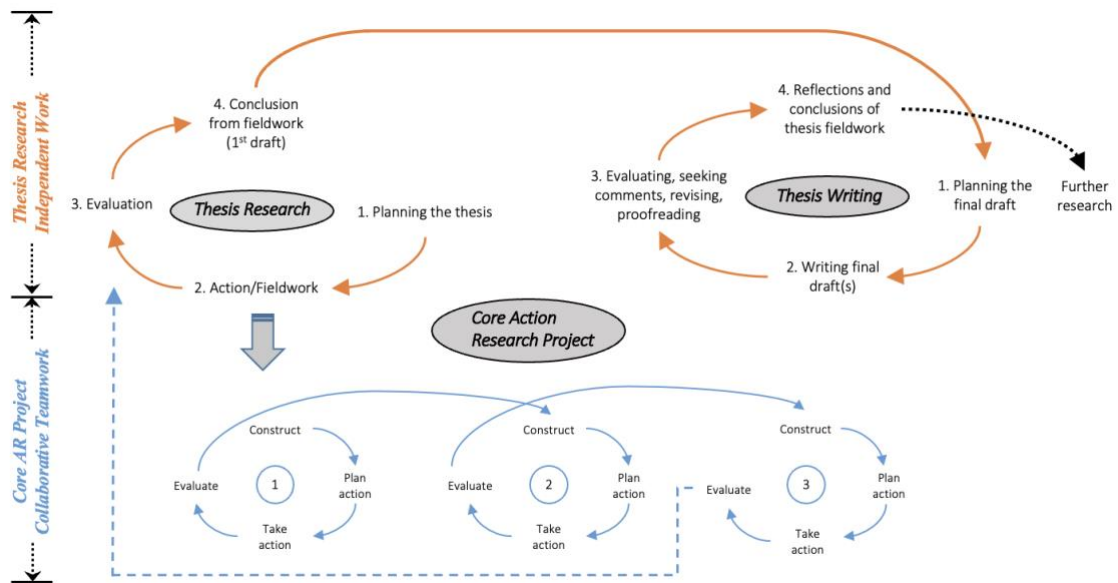 Thesis Research
Independent Work
4. Conclusion
from fieldwork
(1st draft)
3. Evaluation
Thesis Research
1. Planning the thesis
2. Action/Fieldwork
4. Reflections and
conclusions of
thesis fieldwork
3. Evaluating, seeking
comments, revising,
proofreading
Thesis Writing
1. Planning the
final draft
Further
research
2. Writing final
draft(s)
Core Action
Research Project
Core AR Project
Collaborative Teamwork
Construct
Evaluate
1
Plan
action
Take
action
Construct
Evaluate
2
Plan
action
Take
action
Construct
Evaluate
3
Plan
action
Take
action